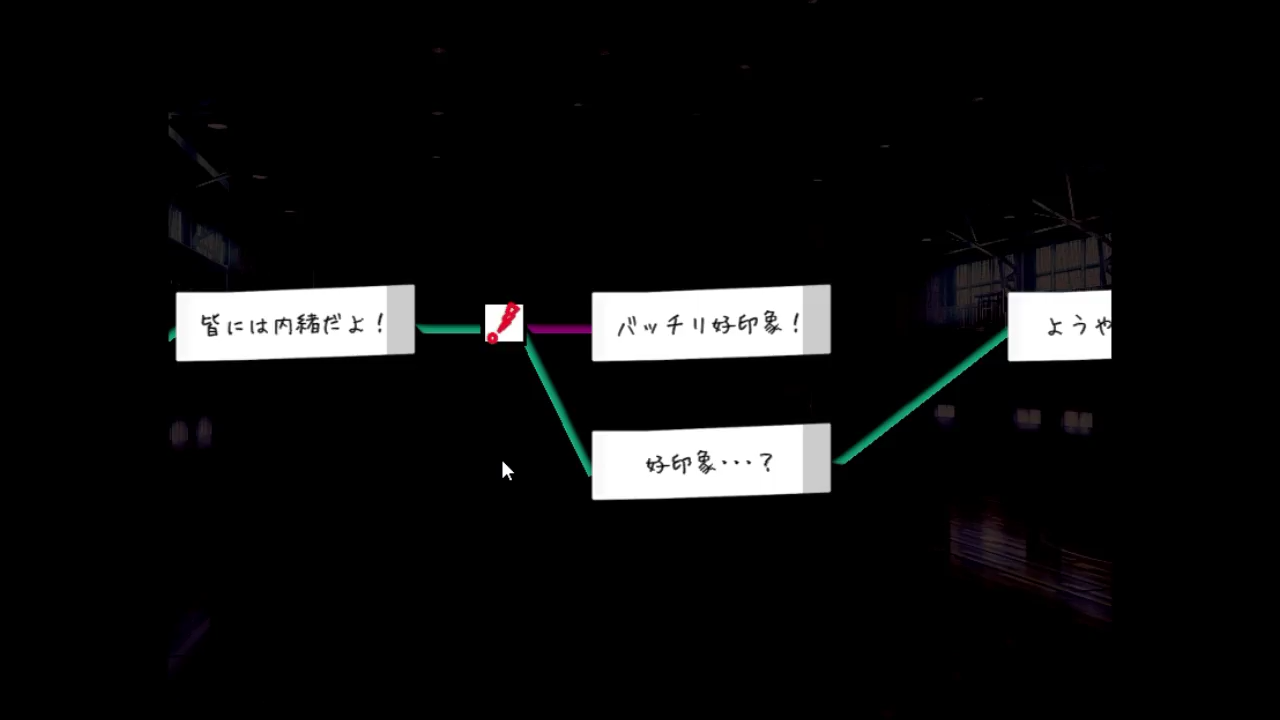 皆には内緒だよ！
！
バッチリ好印象！
好印象・・・？
ようや